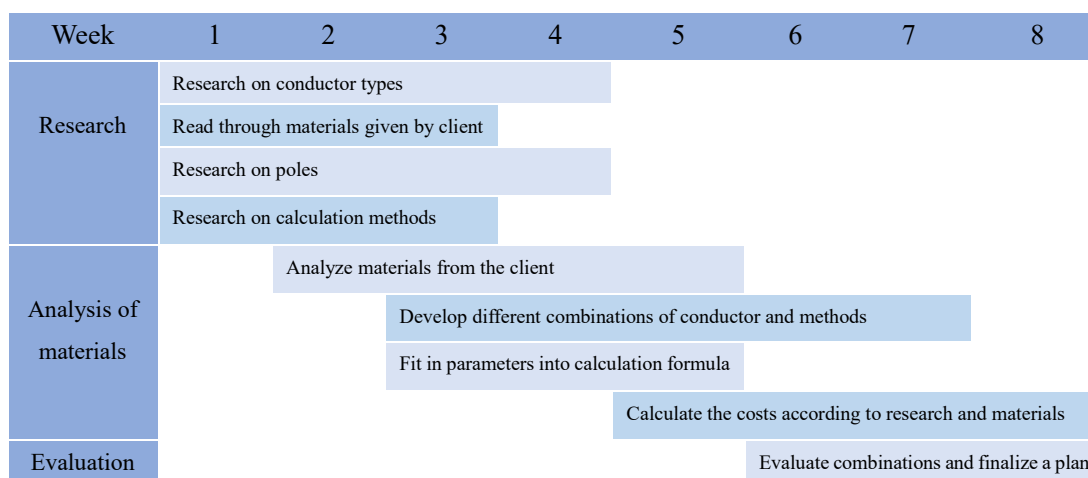 Week 1 2 3 4 5 6 7 8
Research
Research on conductor types
Read through materials given by client
Research on poles
Research on calculation methods
Analysis of
materials
Analyze materials from the client
Develop different combinations of conductor and methods
Fit in parameters into calculation formula
Calculate the costs according to research and materials
Evaluation
Evaluate combinations and finalize a plan